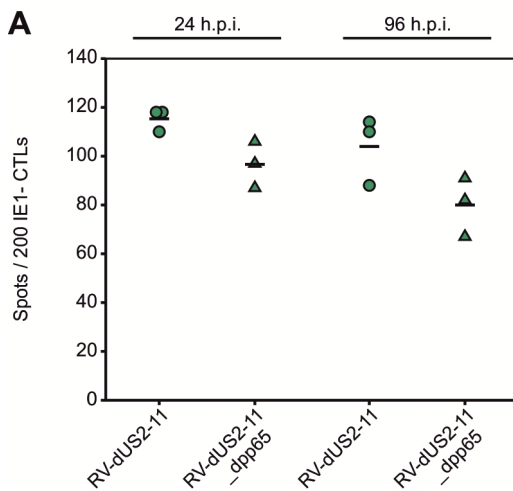 A
24 h.p.i.
96 h.p.i.
Spots / 200 IE1- CTLs
140
120
100
80
60
40
20
0
RV-dUS2-11
RV-dUS2-11
_dpp65
RV-dUS2-11
RV-dUS2-11
_dpp65